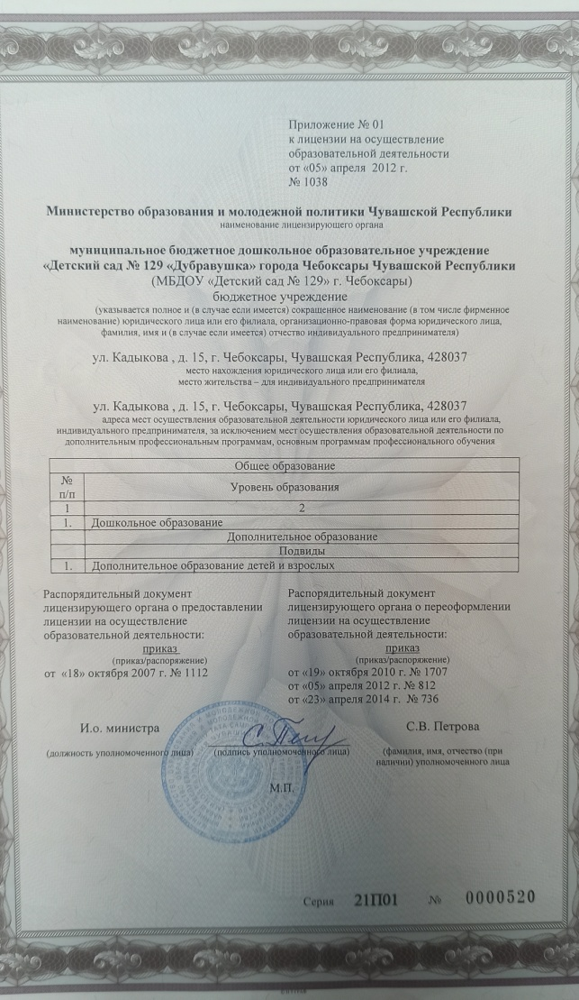 Приложение № 01
к лицензии на осуществление
образовательной деятельности
от «05» апреля 2012 г.
№ 1038
Министерство образования и молодежной политики Чувашской Республики
наименование лицензирующего органа
муниципальное бюджетное дошкольное образовательное учреждение
«Детский сад № 129 «Дубравушка» города Чебоксары Чувашской Республики
(МБДОУ «Детский сад № 129» г. Чебоксары)
бюджетное учреждение
(указывается полное и (в случае если имеется) сокращенное наименование (в том числе фирменное
наименование) юридического лица или его филиала, организационно-правовая форма юридического лица,
фамилия, имя и (в случае если имеется) отчество индивидуального предпринимателя)
ул. Кадыкова , д. 15, г. Чебоксары, Чувашская Республика, 428037
место нахождения юридического лица или его филиала,
место жительства – для индивидуального предпринимателя
ул. Кадыкова , д. 15, г. Чебоксары, Чувашская Республика, 428037
адреса мест осуществления образовательной деятельности юридического лица или его филиала,
индивидуального предпринимателя, за исключением мест осуществления образовательной деятельности по
дополнительным профессиональным программам, основным программам профессионального обучения
Общее образование
№ п/п Уровень образования
1 2
1. Дошкольное образование
Дополнительное образование
Подвиды
1. Дополнительное образование детей и взрослых
Распорядительный документ
лицензирующего органа о предоставлении
лицензии на осуществление
образовательной деятельности:
приказ
(приказ/распоряжение)
от «18» октября 2007 г. № 1112
Распорядительный документ
лицензирующего органа о переоформлении
лицензии на осуществление
образовательной деятельности:
приказ
(приказ/распоряжение)
от «19» октября 2010 г. № 1707
от «05» апреля 2012 г. № 812
от «23» апреля 2014 г. № 736
И.о. министра
(должность уполномоченного лица)
(подпись уполномоченного лица)
С.В. Петрова
(фамилия, имя, отчество (при
наличии) уполномоченного лица
М.П.
Серия 21П01 № 0000520